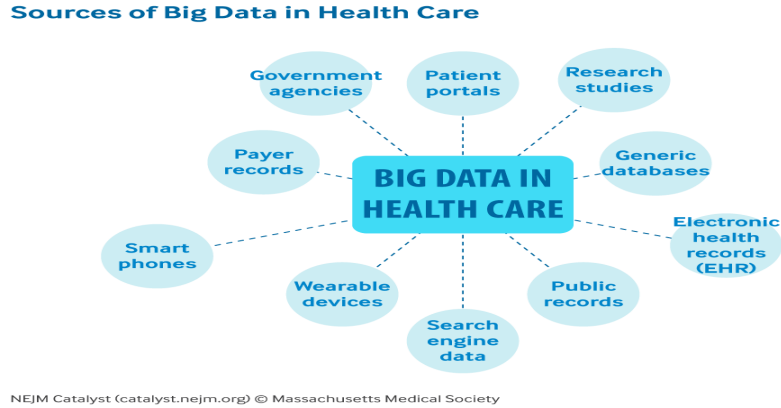 Sources of Big Data in Health Care
Government
agencies
Patient
portals
Research
studies
Payer
records
BIG DATA IN
HEALTH CARE
Generic
databases
Smart
phones
Electronic
health
records
(EHR)
Wearable
devices
Public
records
Search
engine
data
NEJM Catalyst (catalyst.nejm.org) © Massachusetts Medical Society